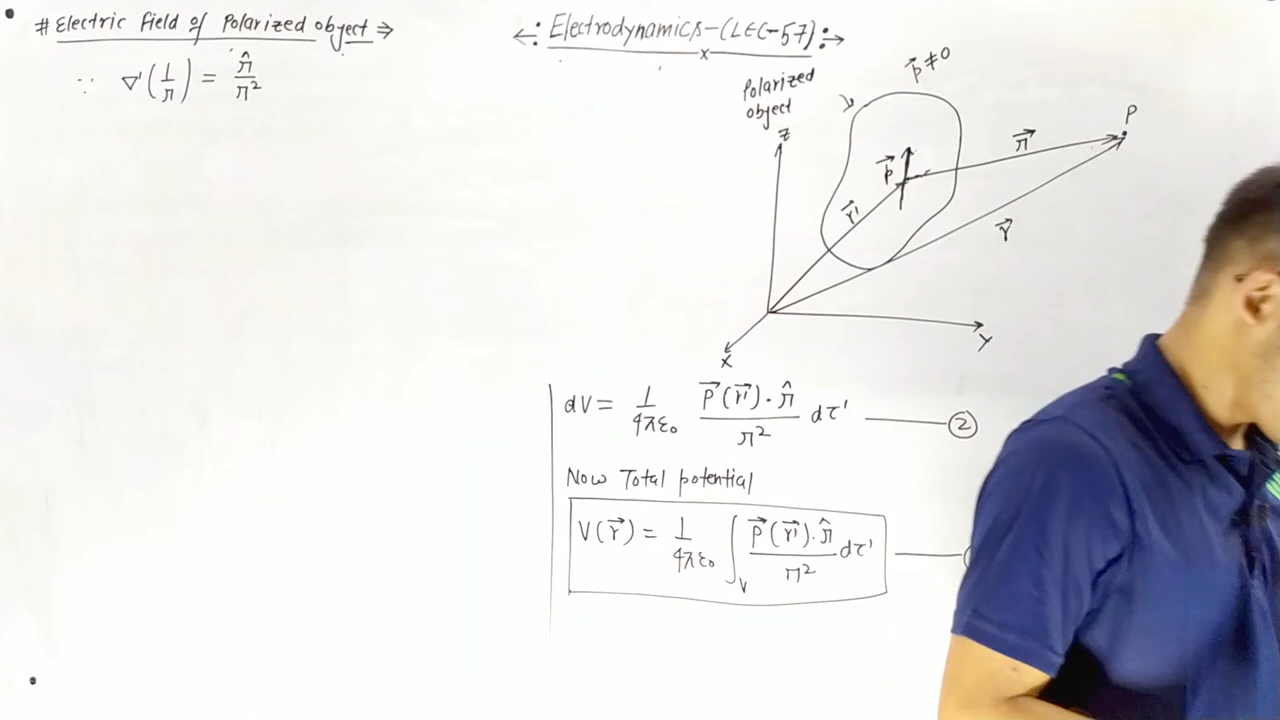 # Electric Field of Polarized object ⇒
←: Electrodynamics-(LEC-57) :→
x
∵ ∇'(1/r) = r̂/r²
Polarized
object
p⃗ ≠ 0
Z
P
r⃗
p⃗
r⃗'
r⃗
Y
X
dV = 1/4πε₀ P⃗(r⃗').r̂/r² dτ' —— ②
Now Total potential
V(r⃗) = 1/4πε₀ ∫_V P⃗(r⃗').r̂/r² dτ' ——